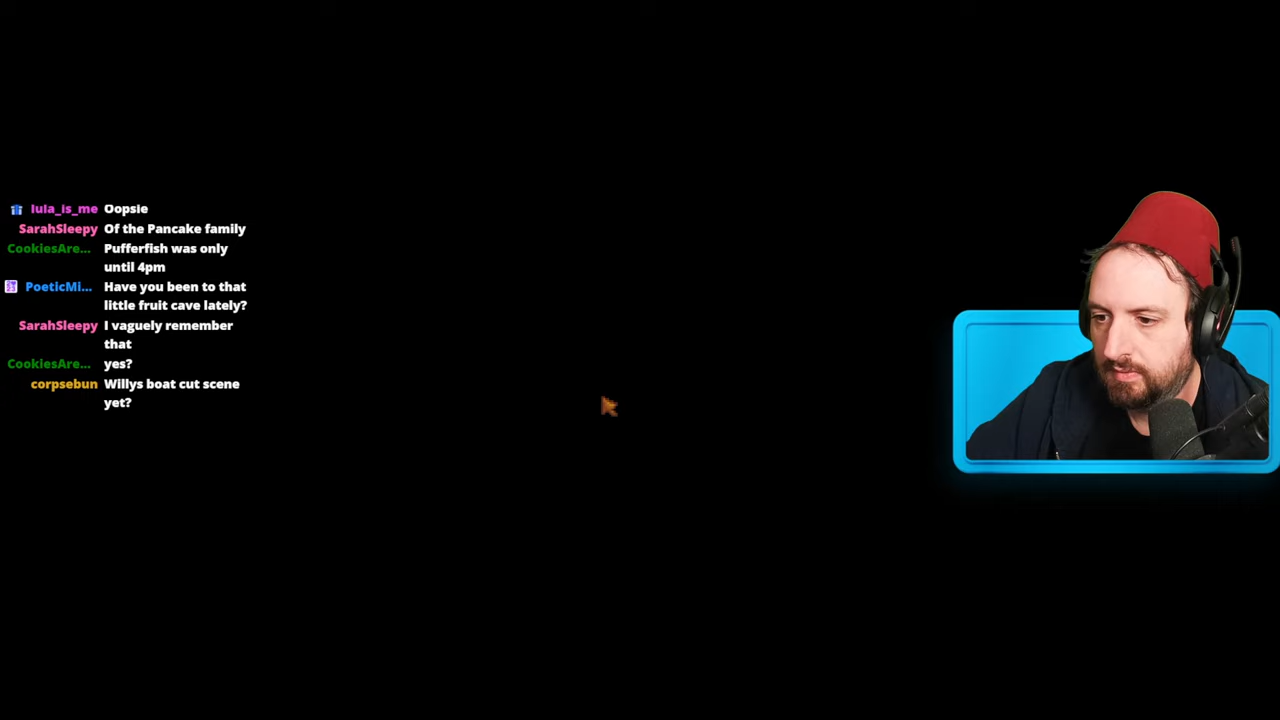 lula_is_me Oopsie
SarahSleepy Of the Pancake family
CookiesAre... Pufferfish was only
until 4pm
PoeticMi... Have you been to that
little fruit cave lately?
SarahSleepy I vaguely remember
that
CookiesAre... yes?
corpsebun Willys boat cut scene
yet?